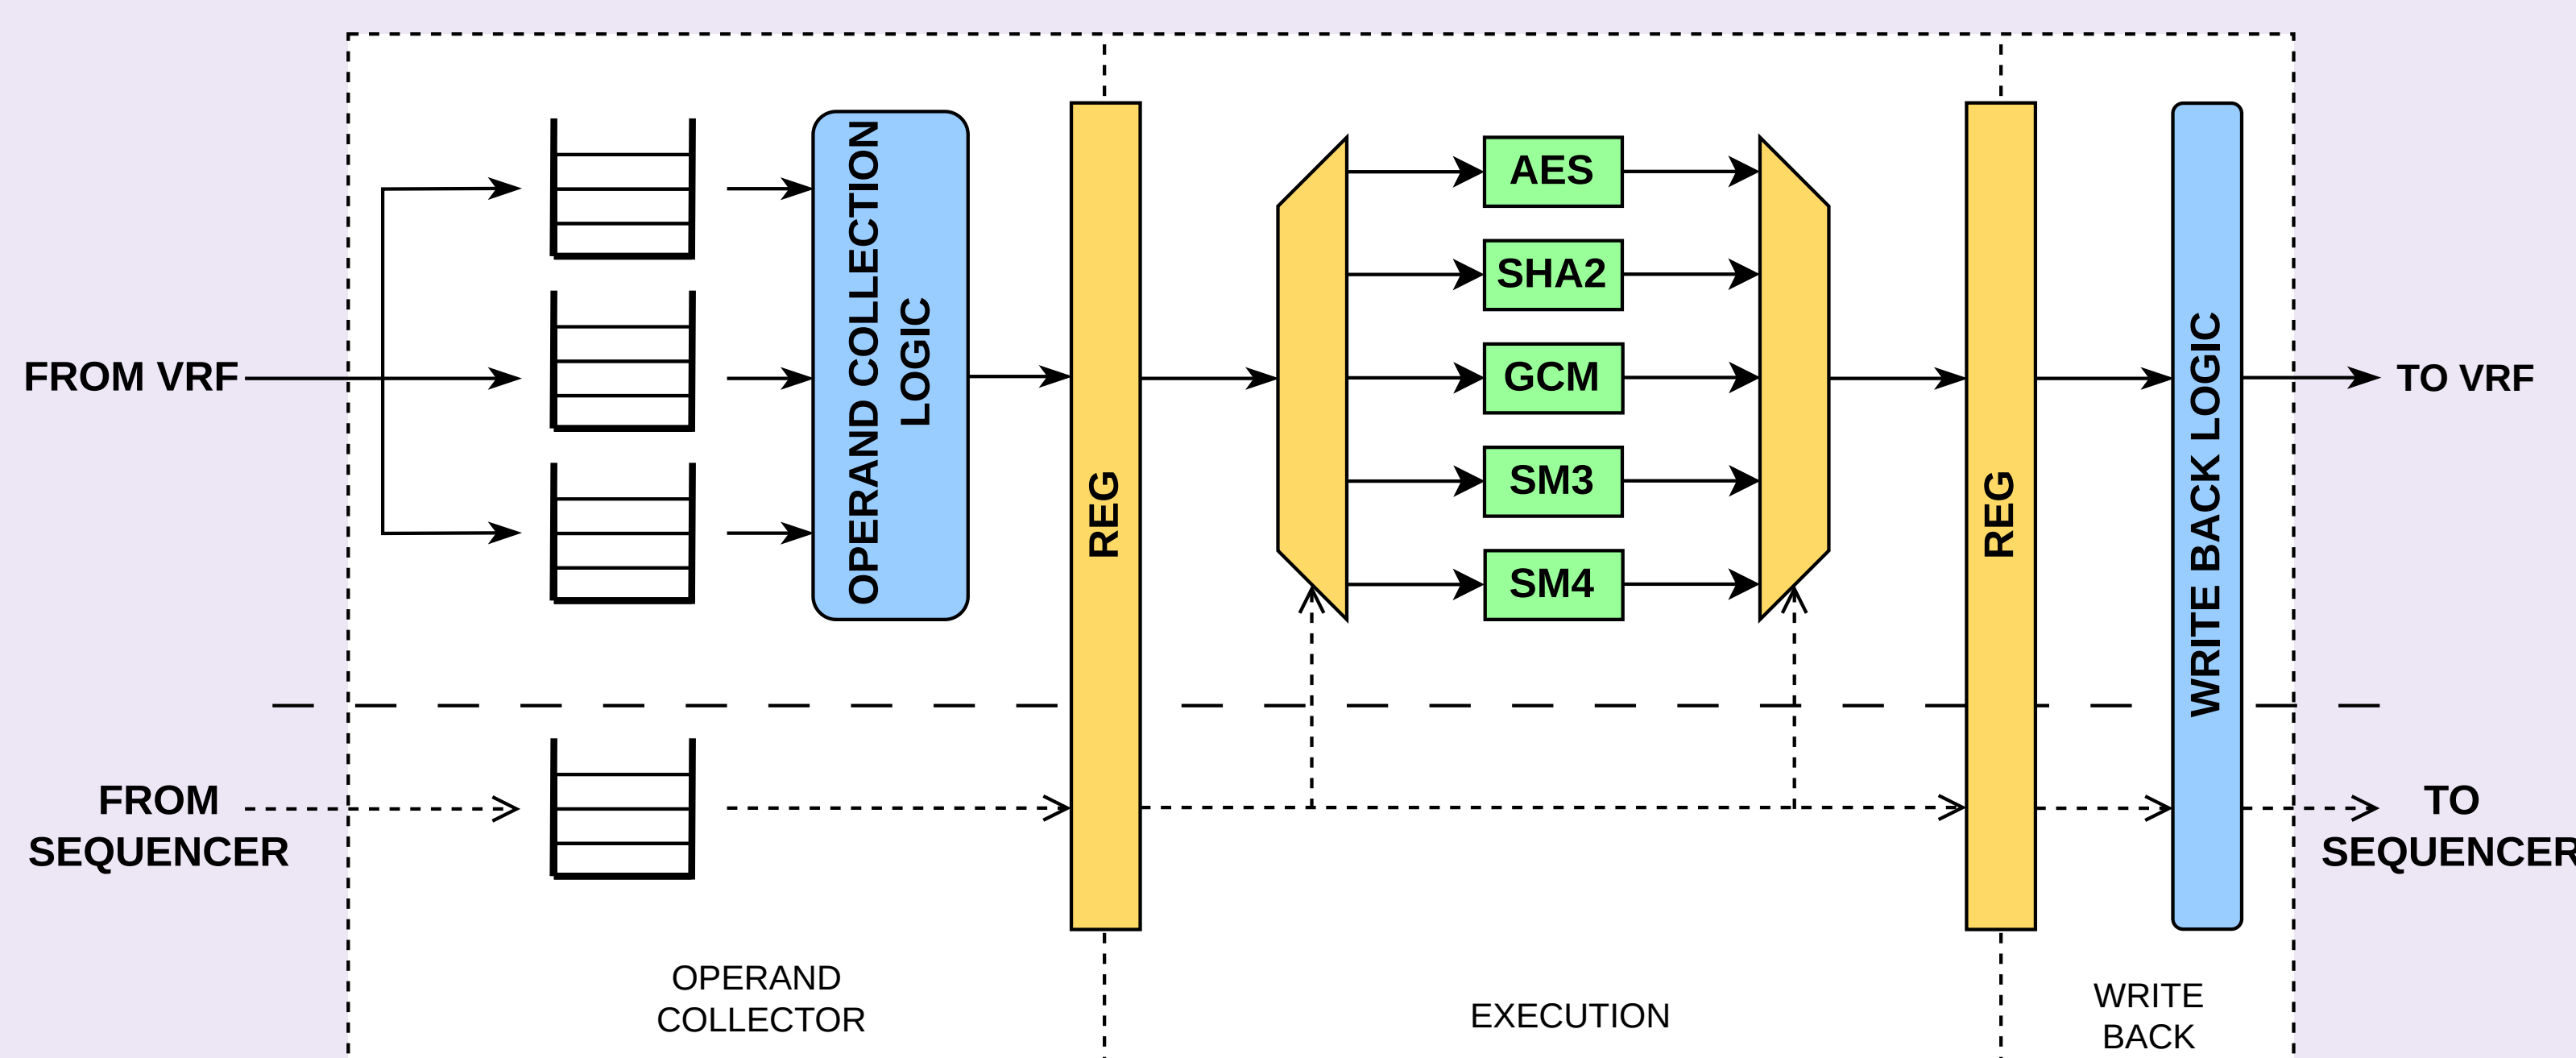 FROM VRF
OPERAND COLLECTION
LOGIC
REG
AES
SHA2
GCM
SM3
SM4
REG
WRITE BACK LOGIC
TO VRF
FROM
SEQUENCER
TO
SEQUENCER
OPERAND
COLLECTOR
EXECUTION
WRITE
BACK